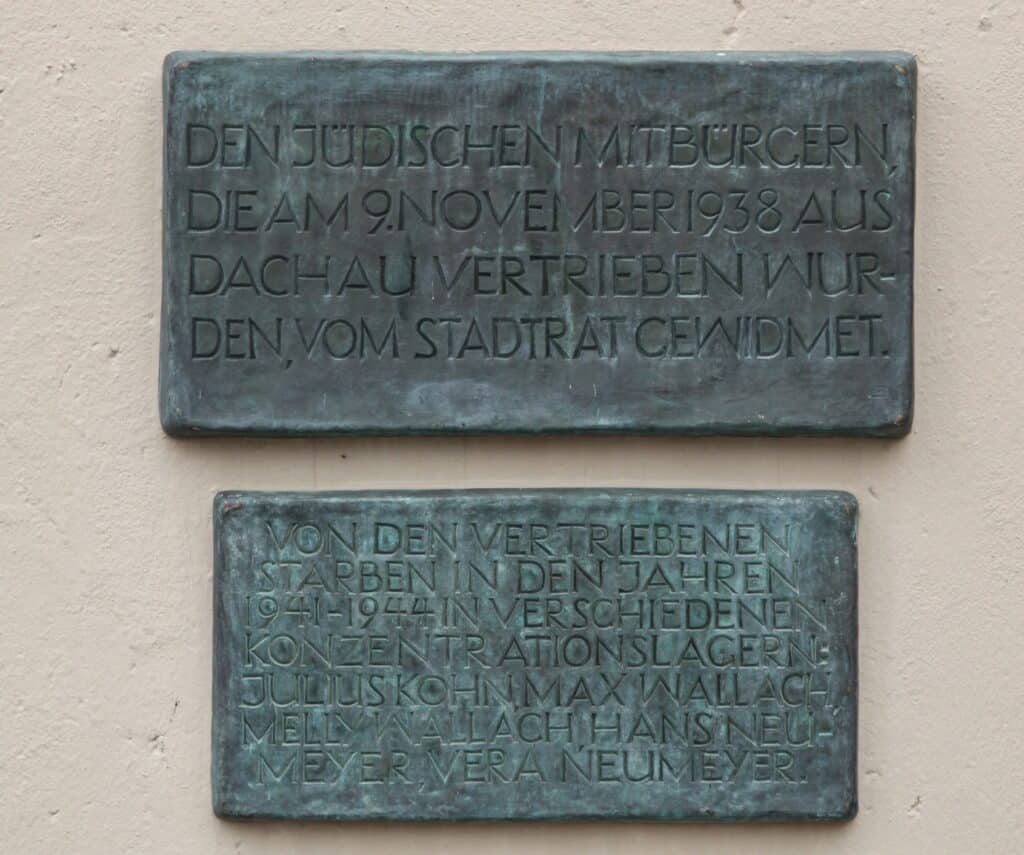 DEN JÜDISCHEN MITBÜRGERN,
DIE AM 9. NOVEMBER 1938 AUS
DACHAU VERTRIEBEN WUR-
DEN, VOM STADTRAT GEWIDMET.
VON DEN VERTRIEBENEN
STARBEN IN DEN JAHREN
1941-1944 IN VERSCHIEDENEN
KONZENTRATIONSLAGERN:
JULIUS KOHN, MAX WALLACH,
MELLY WALLACH, HANS NEU-
MEYER, VERA NEUMEYER.